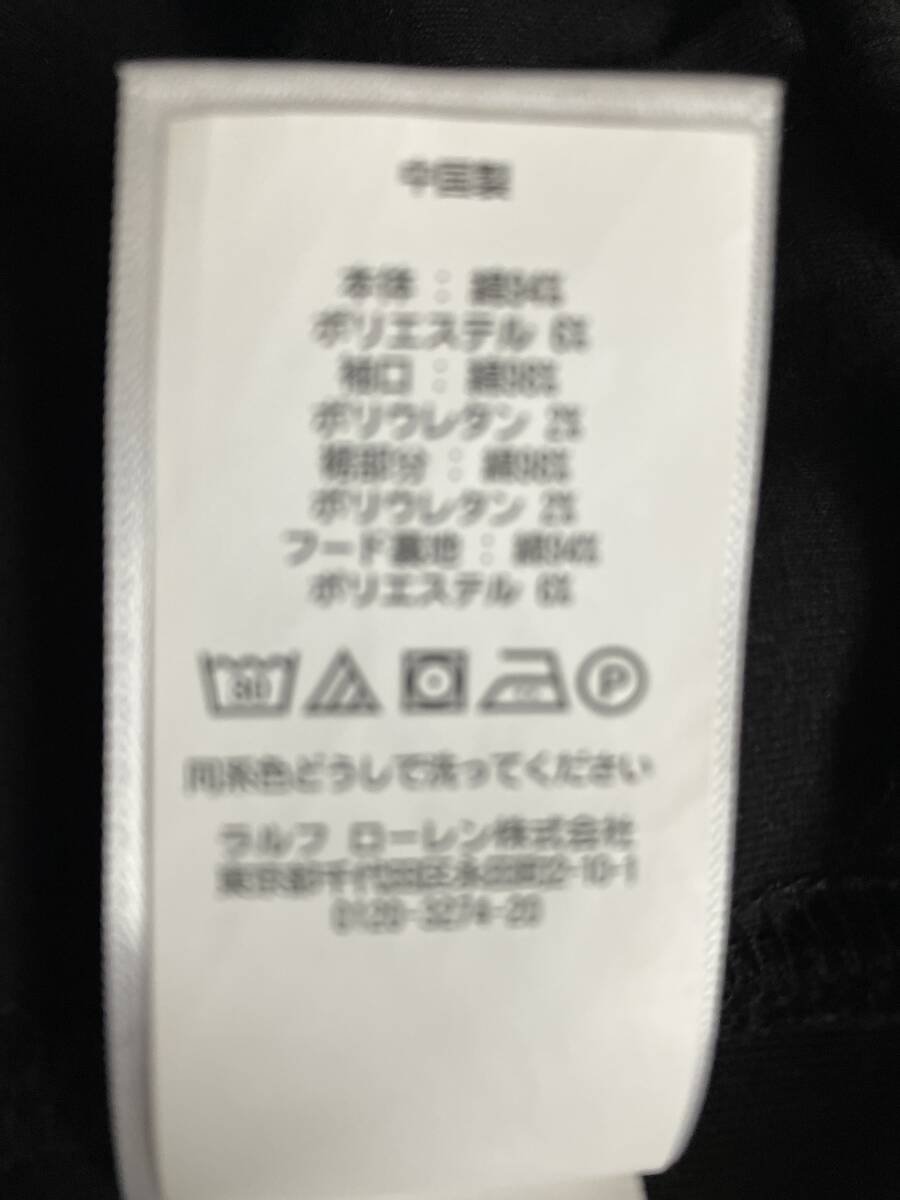 中国製
本体 : 綿94%
ポリエステル 6%
袖口 : 綿98%
ポリウレタン 2%
裾部分 : 綿98%
ポリウレタン 2%
フード裏地 : 綿94%
ポリエステル 6%
30
P
同系色どうしで洗ってください
ラルフ ローレン株式会社
東京都千代田区永田町2-10-1
0120-3274-20